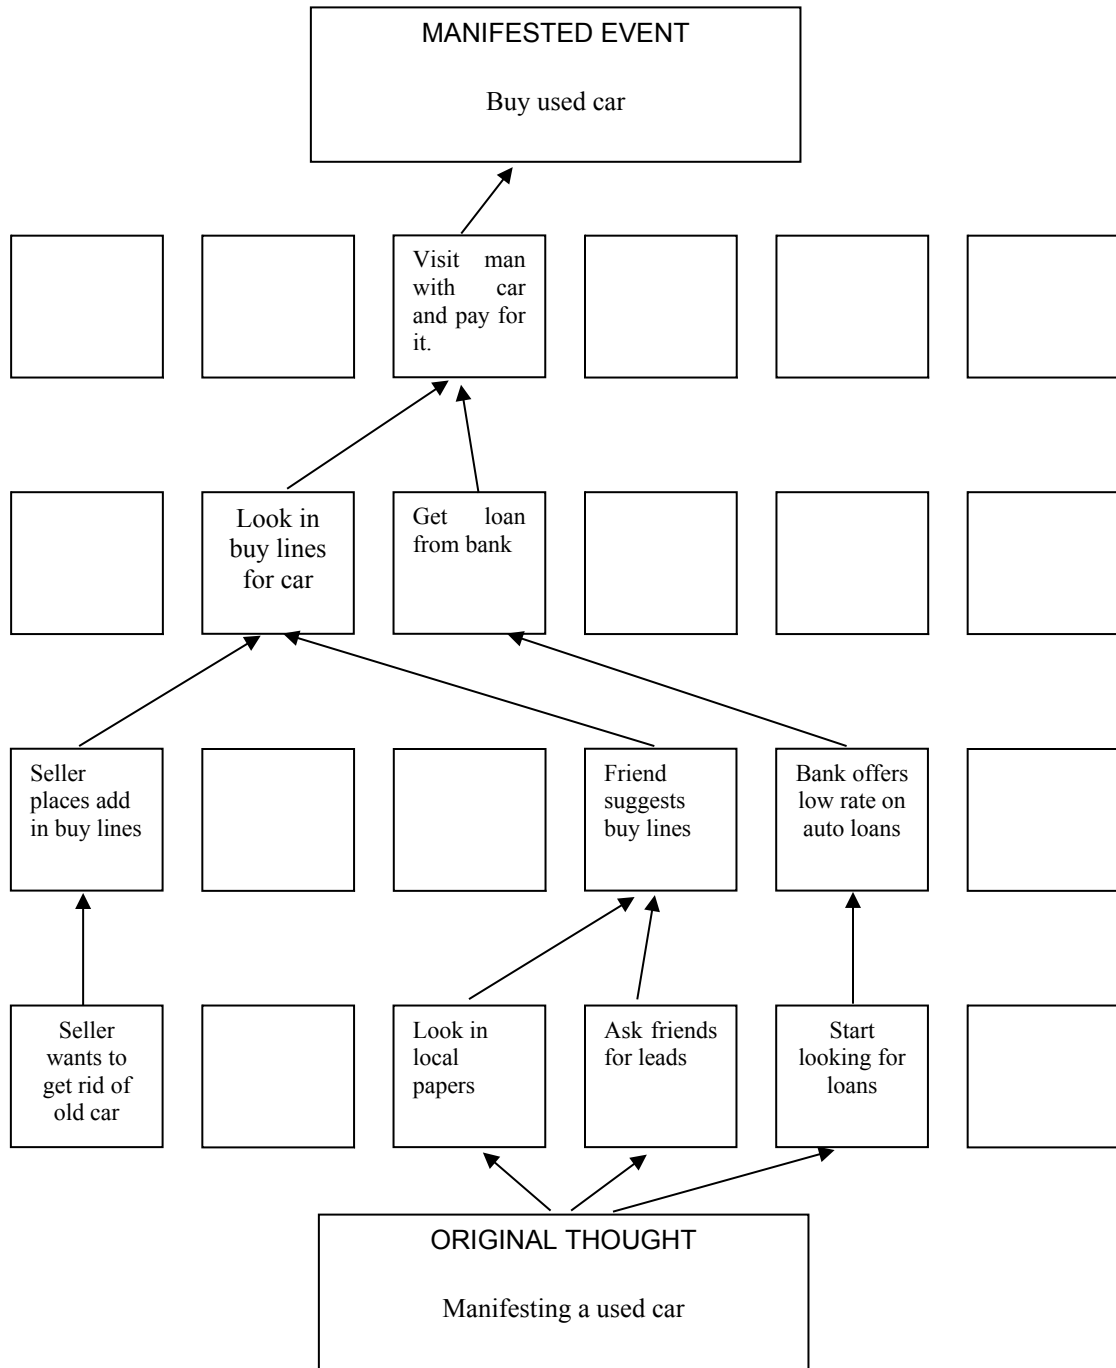 MANIFESTED EVENT
Buy used car
Visit man
with car
and pay for
it.
Look in
buy lines
for car
Get loan
from bank
Seller
places add
in buy lines
Friend
suggests
buy lines
Bank offers
low rate on
auto loans
Seller
wants to
get rid of
old car
Look in
local
papers
Ask friends
for leads
Start
looking for
loans
ORIGINAL THOUGHT
Manifesting a used car